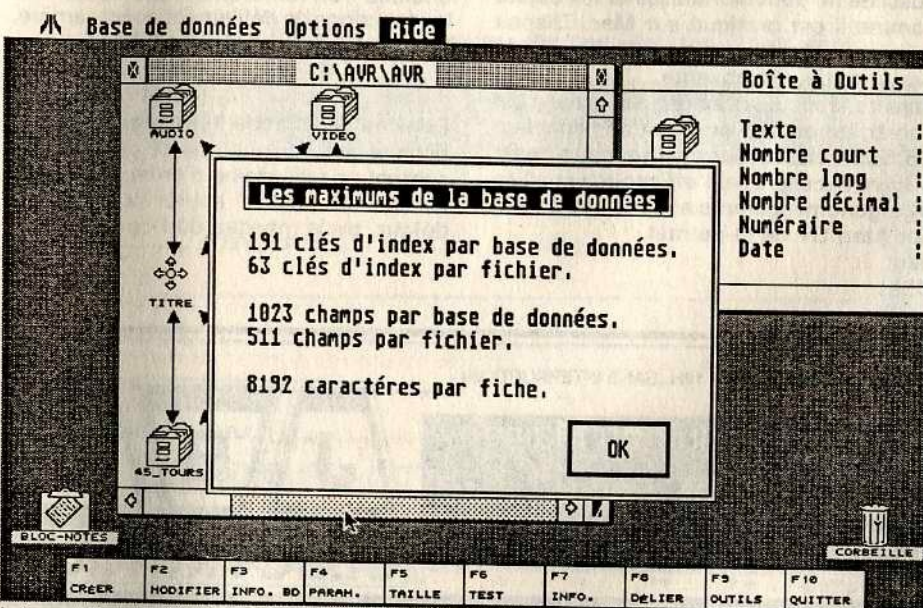 Base de données Options Aide
C:\AVR\AVR
Boîte à Outils
AUDIO
VIDEO
Texte :
Nombre court :
Nombre long :
Nombre décimal :
Numéraire :
Date :
Les maximums de la base de données
191 clés d'index par base de données.
63 clés d'index par fichier.
TITRE
1023 champs par base de données.
511 champs par fichier.
8192 caractéres par fiche.
OK
45_TOURS
BLOC-NOTES
CORBEILLE
F1 F2 F3 F4 F5 F6 F7 F8 F9 F10
CRÉER MODIFIER INFO. BD PARAM. TAILLE TEST INFO. DéLIER OUTILS QUITTER